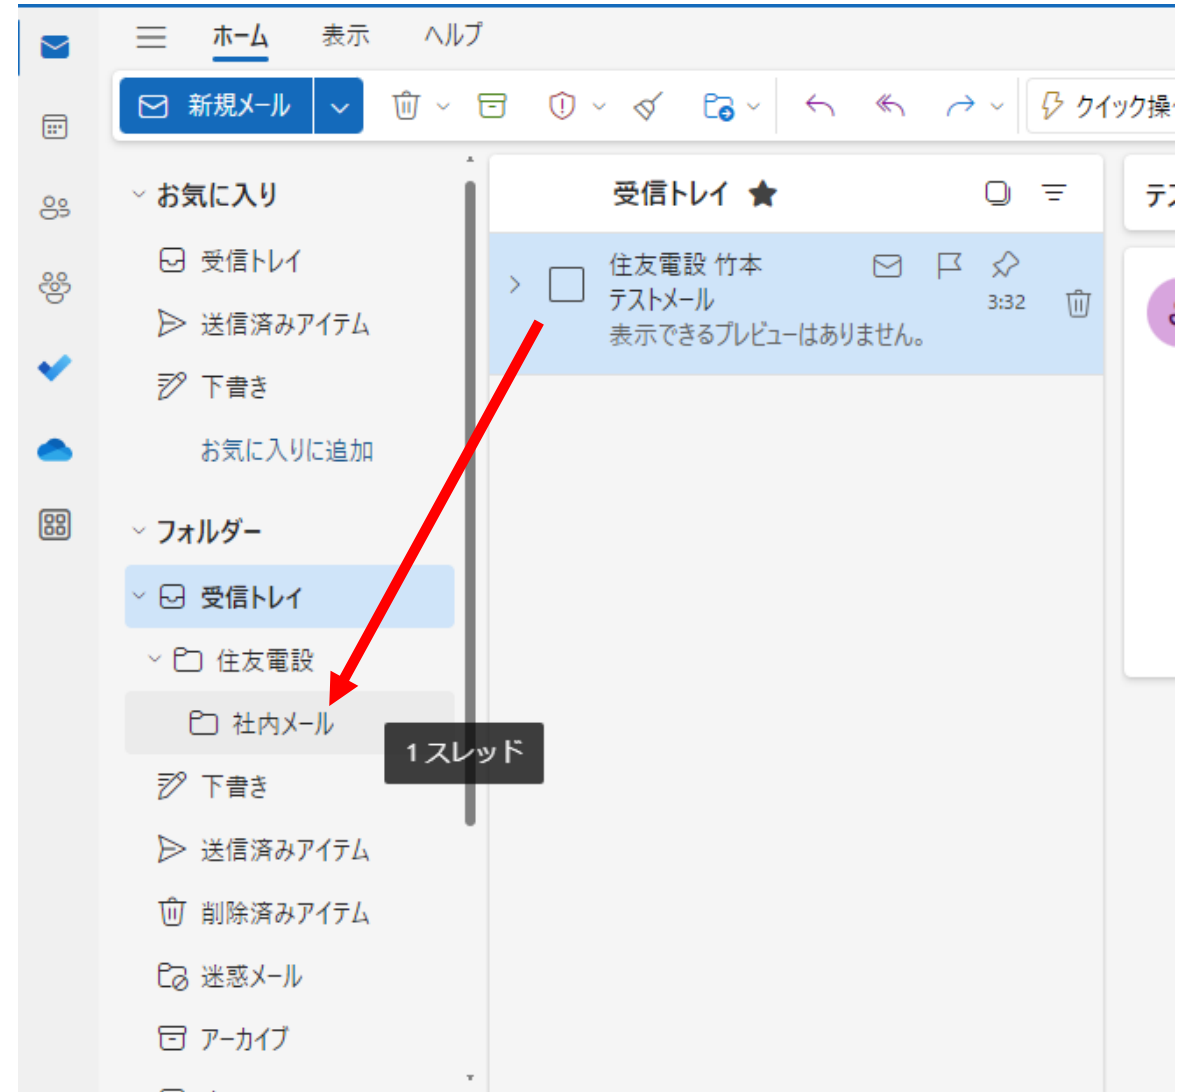 ホーム 表示 ヘルプ
新規メール
クイック操
お気に入り
受信トレイ
送信済みアイテム
下書き
お気に入りに追加
フォルダー
受信トレイ
住友電設
社内メール
1 スレッド
下書き
送信済みアイテム
削除済みアイテム
迷惑メール
アーカイブ
受信トレイ
住友電設 竹本
テストメール
3:32
表示できるプレビューはありません。